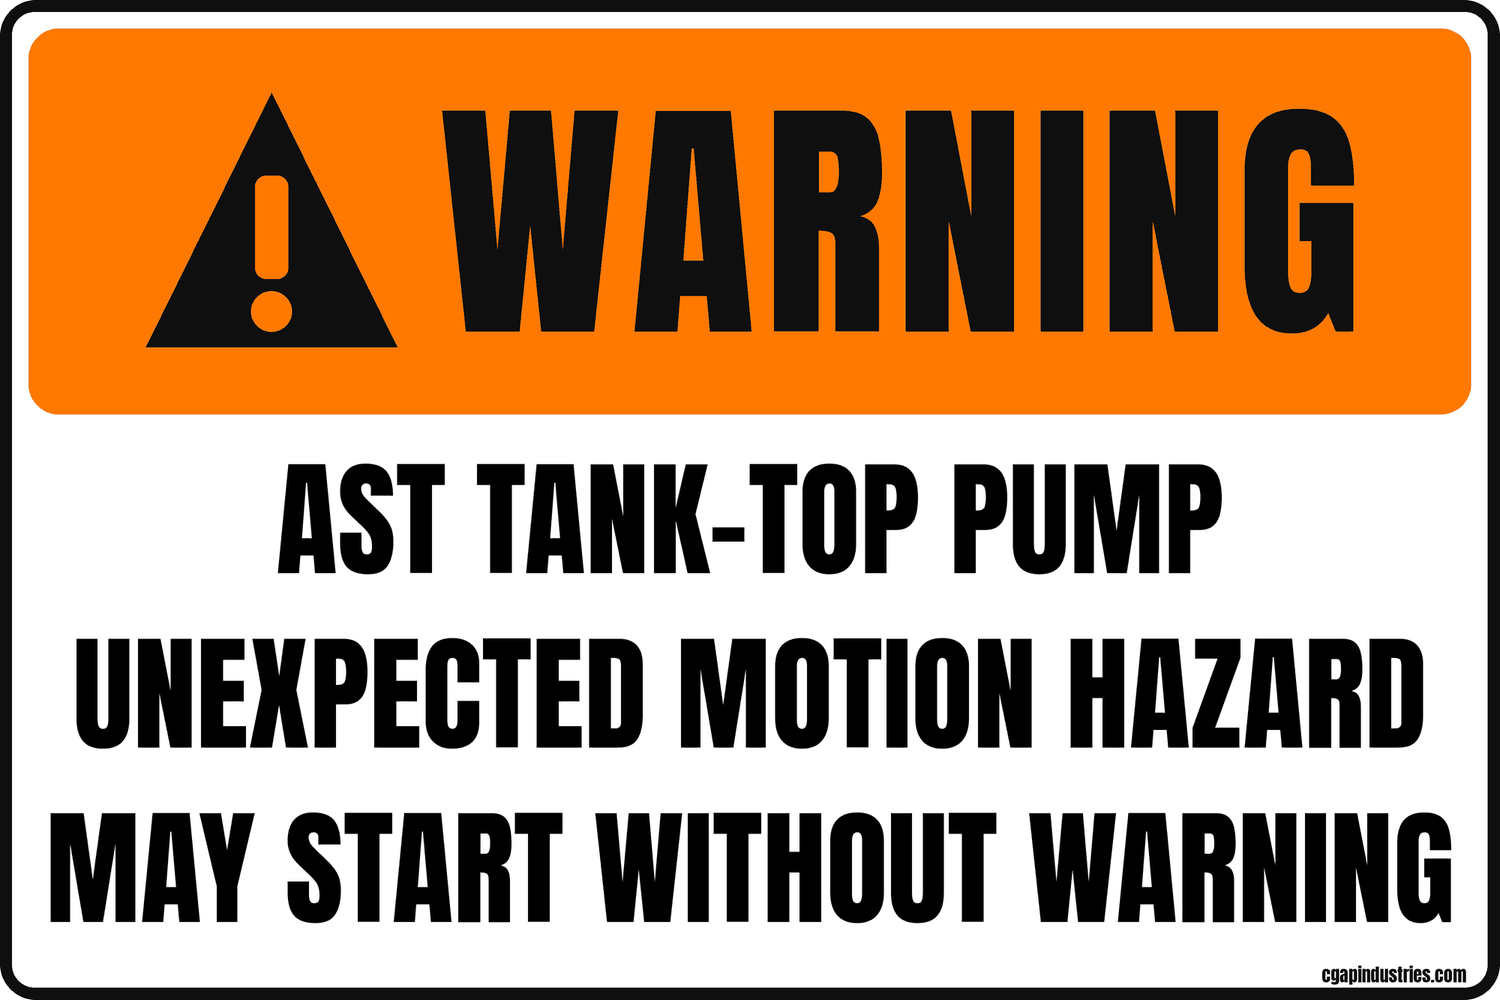 WARNING
AST TANK-TOP PUMP
UNEXPECTED MOTION HAZARD
MAY START WITHOUT WARNING
cgapindustries.com